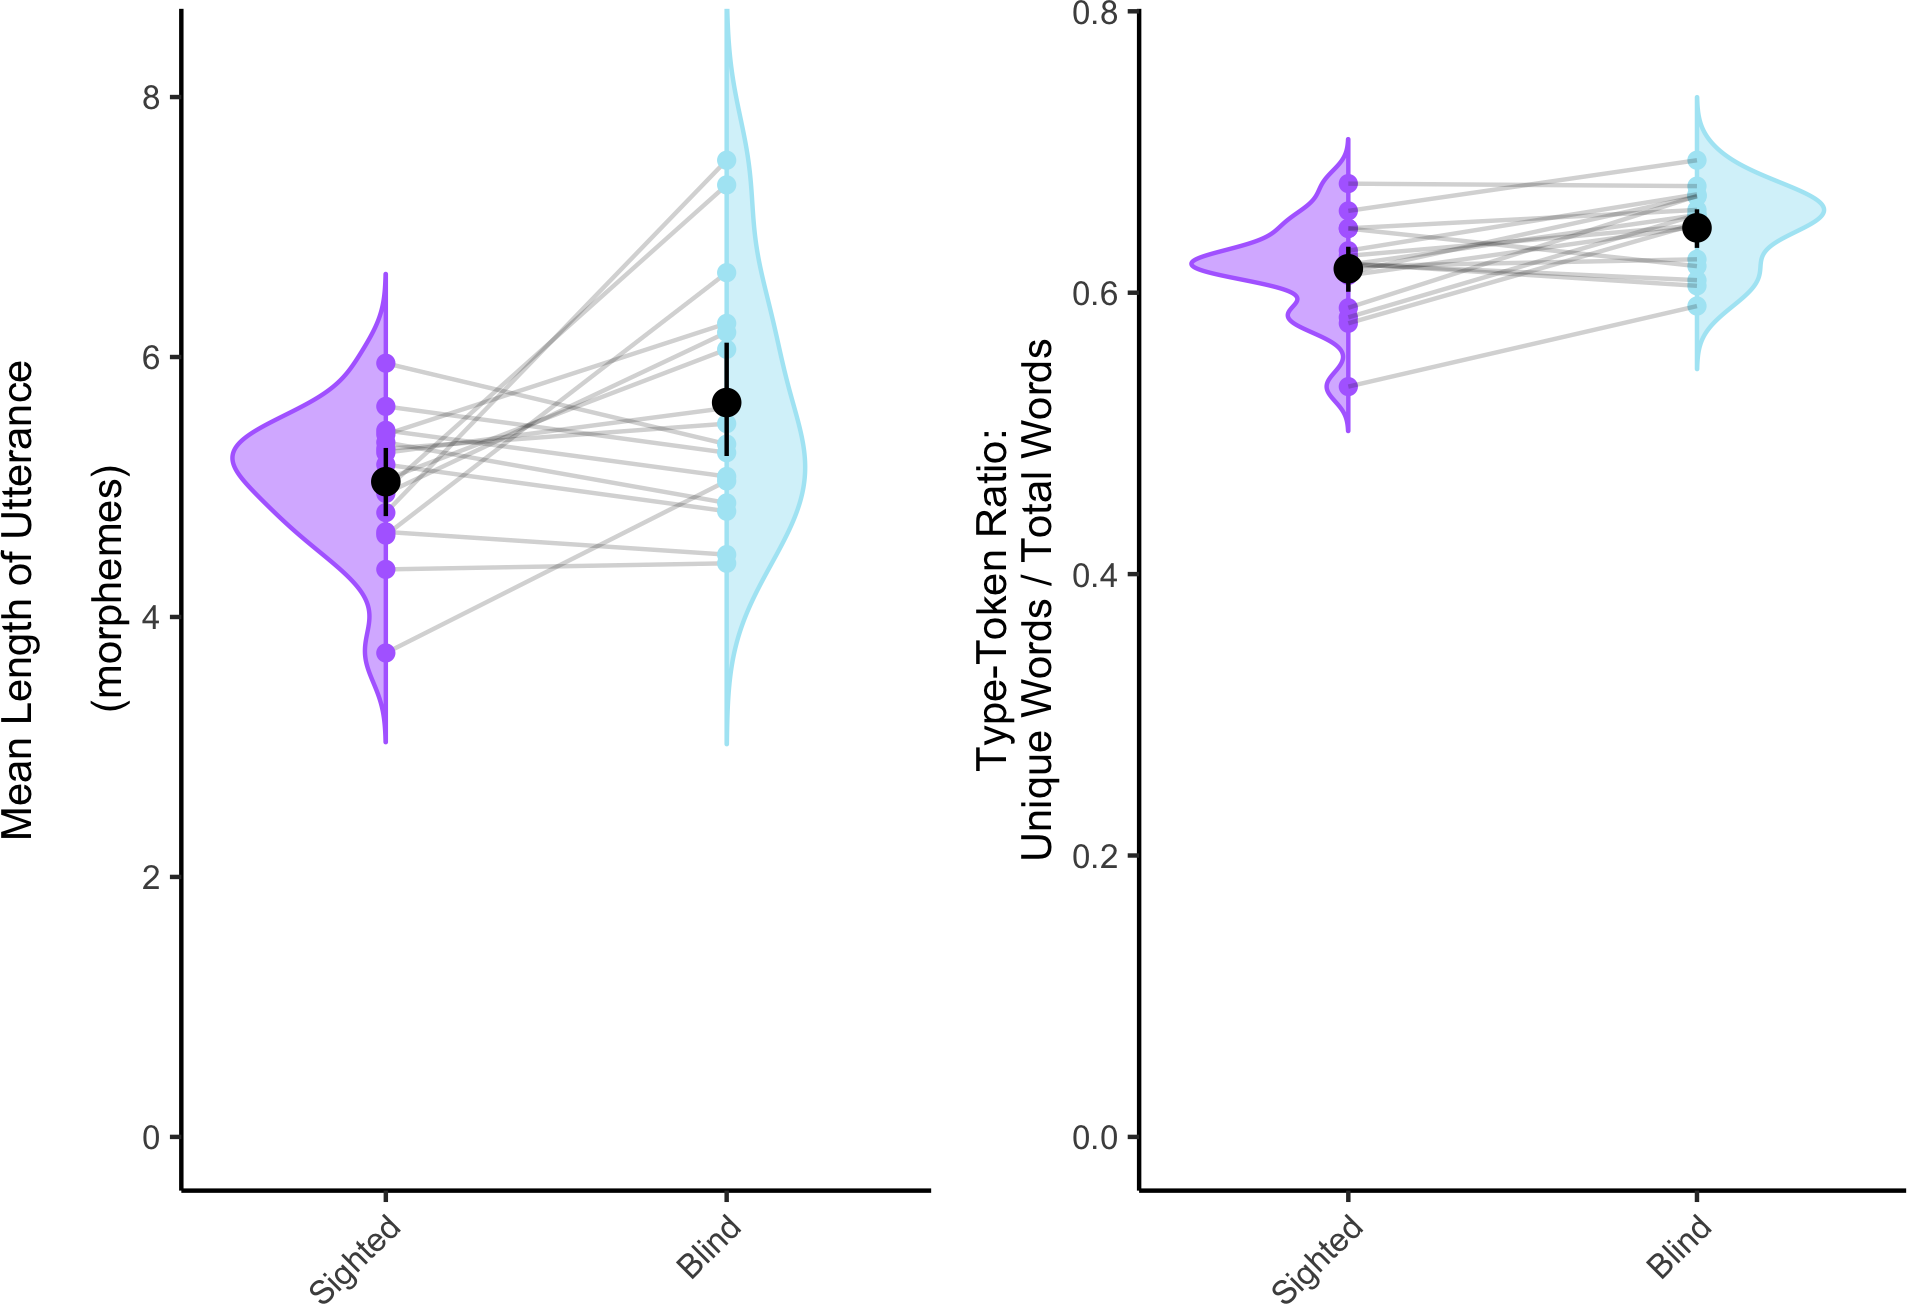 Mean Length of Utterance
(morphemes)
8
6
4
2
0
Sighted
Blind
Type-Token Ratio:
Unique Words / Total Words
0.8
0.6
0.4
0.2
0.0
Sighted
Blind